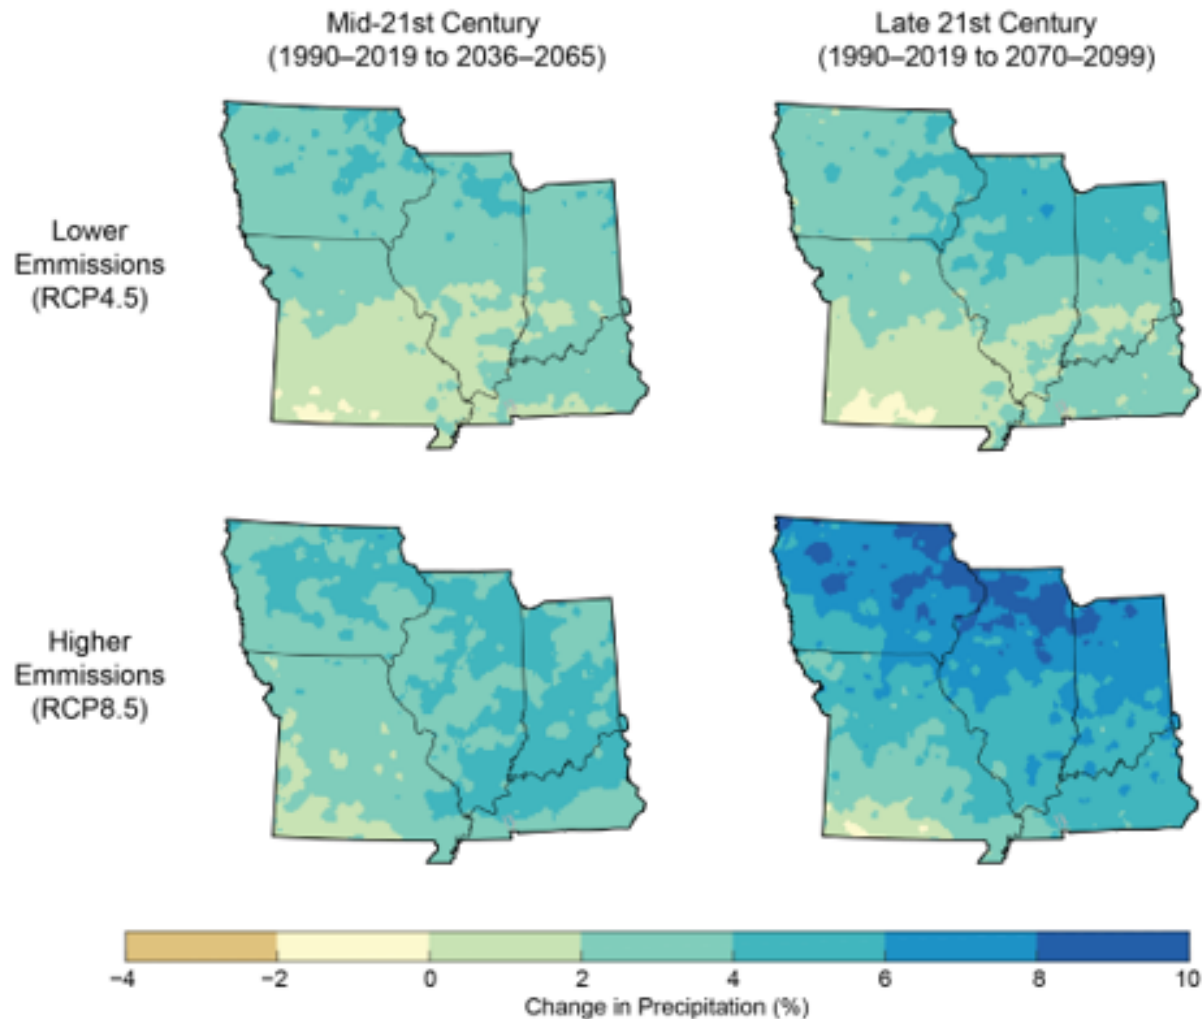 Mid-21st Century
(1990–2019 to 2036–2065)
Late 21st Century
(1990–2019 to 2070–2099)
Lower
Emmissions
(RCP4.5)
Higher
Emmissions
(RCP8.5)
−4 −2 0 2 4 6 8 10
Change in Precipitation (%)